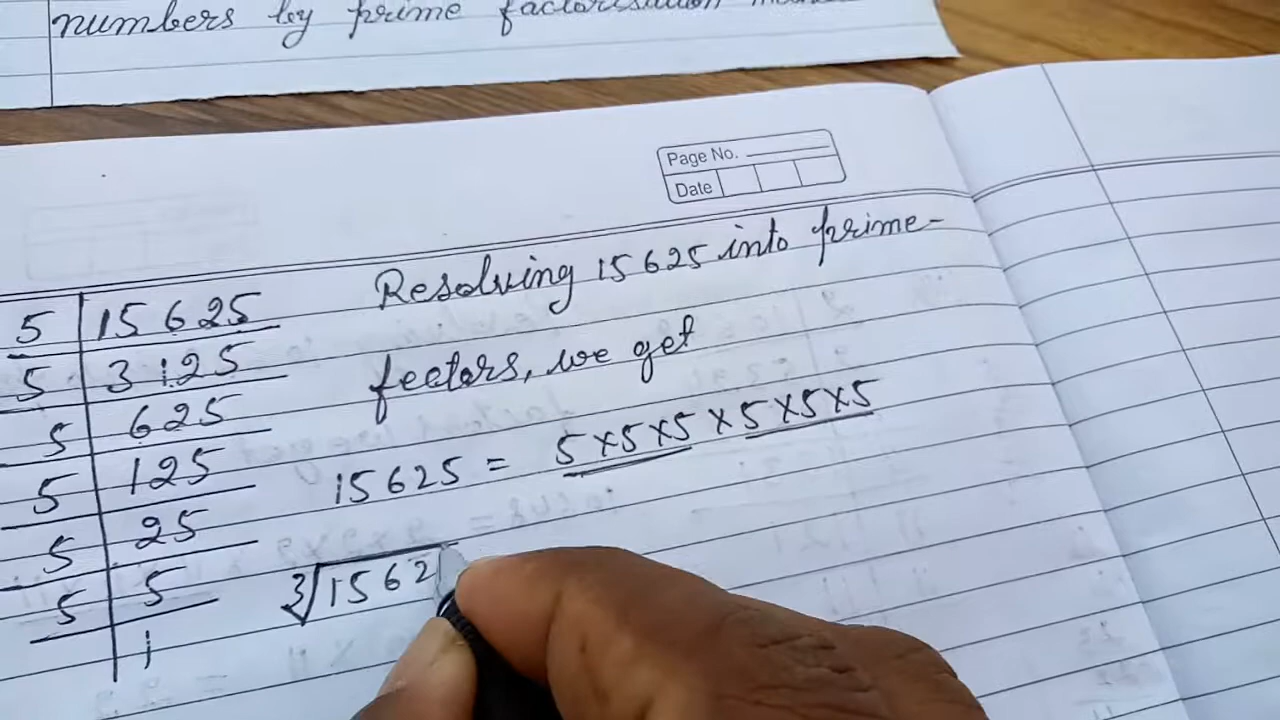 numbers by prime factorisation
Page No.
Date
Resolving 15625 into prime-
feetors, we get
15625 = 5×5×5 × 5×5×5
∛1562
5 | 15625
5 | 3125
5 | 625
5 | 125
5 | 25
5 | 5
1